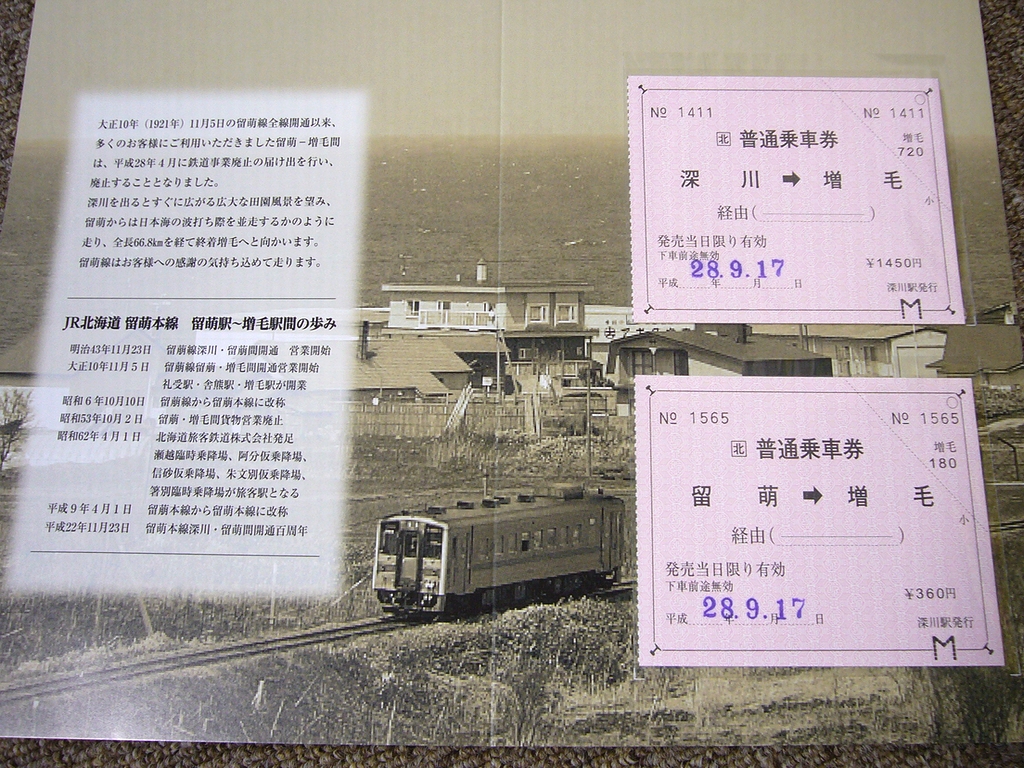 大正10年（1921年）11月5日の留萌線全線開通以来、
多くのお客様にご利用いただきました留萌－増毛間
は、平成28年4月に鉄道事業廃止の届け出を行い、
廃止することとなりました。
深川を出るとすぐに広がる広大な田園風景を望み、
留萌からは日本海の波打ち際を並走するかのように
走り、全長66.8㎞を経て終着増毛へと向かいます。
留萌線はお客様への感謝の気持ち込めて走ります。
JR北海道 留萌本線　留萌駅～増毛駅間の歩み
明治43年11月23日　留萠線深川・留萠間開通　営業開始
大正10年11月5日　留萠線留萠・増毛間開通営業開始
礼受駅・舎熊駅・増毛駅が開業
昭和6年10月10日　留萠線から留萠本線に改称
昭和53年10月2日　留萠・増毛間貨物営業廃止
昭和62年4月1日　北海道旅客鉄道株式会社発足
瀬越臨時乗降場、阿分仮乗降場、
信砂仮乗降場、朱文別仮乗降場、
箸別臨時乗降場が旅客駅となる
平成9年4月1日　留萠本線から留萌本線に改称
平成22年11月23日　留萌本線深川・留萌間開通百周年
№ 1411　№ 1411
北 普通乗車券
増毛
720
深川 ➡ 増毛
小
経由（　　　）
発売当日限り有効
下車前途無効
28.9.17
平成　年　月　日
￥1450円
深川駅発行
M
№ 1565　№ 1565
北 普通乗車券
増毛
180
留萌 ➡ 増毛
小
経由（　　　）
発売当日限り有効
下車前途無効
28.9.17
平成　年　月　日
￥360円
深川駅発行
M